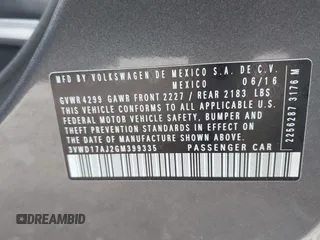 MFD BY VOLKSWAGEN DE MEXICO S.A. DE C.V.
MEXICO 06/16
GVWR 4299 GAWR FRONT 2227 / REAR 2183 LBS
THIS VEHICLE CONFORMS TO ALL APPLICABLE U.S.
FEDERAL MOTOR VEHICLE SAFETY, BUMPER, AND
THEFT PREVENTION STANDARDS IN EFFECT ON THE
DATE OF MANUFACTURE SHOWN ABOVE.
3VWD17AJ2GM399335 PASSENGER CAR
2256287 3176 M
DREAMBID